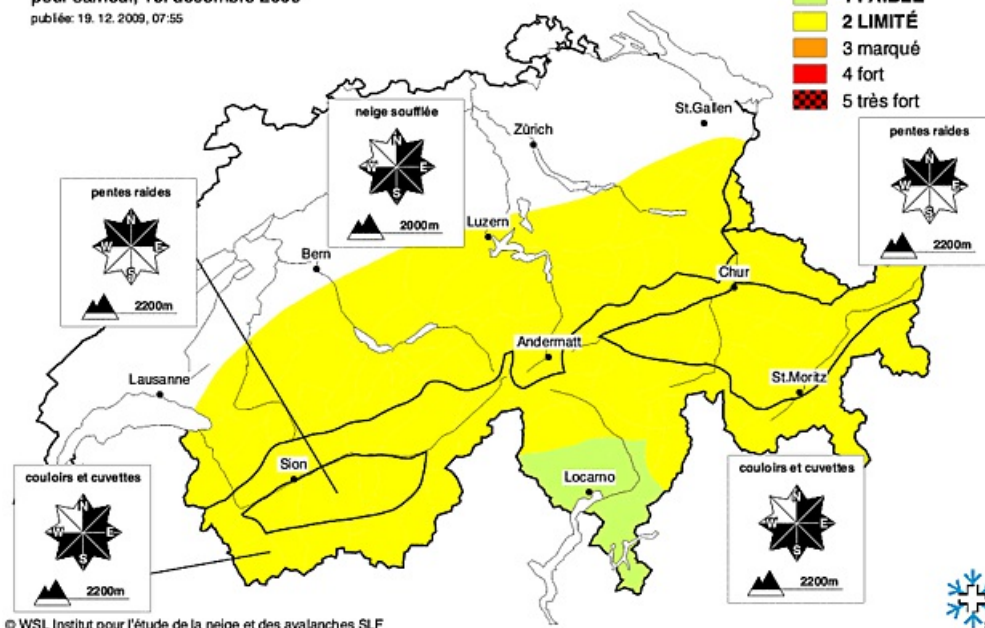 publiée: 19. 12. 2009, 07:55
2 LIMITÉ
3 marqué
4 fort
5 très fort
neige soufflée
N
W E
S
2000m
St.Gallen
Zürich
pentes raides
N
W E
S
2200m
pentes raides
N
W E
S
2200m
Luzern
Bern
Chur
Andermatt
St.Moritz
Lausanne
Sion
Locarno
couloirs et cuvettes
N
W E
S
2200m
couloirs et cuvettes
N
W E
S
2200m
© WSL Institut pour l'étude de la neige et des avalanches SLF